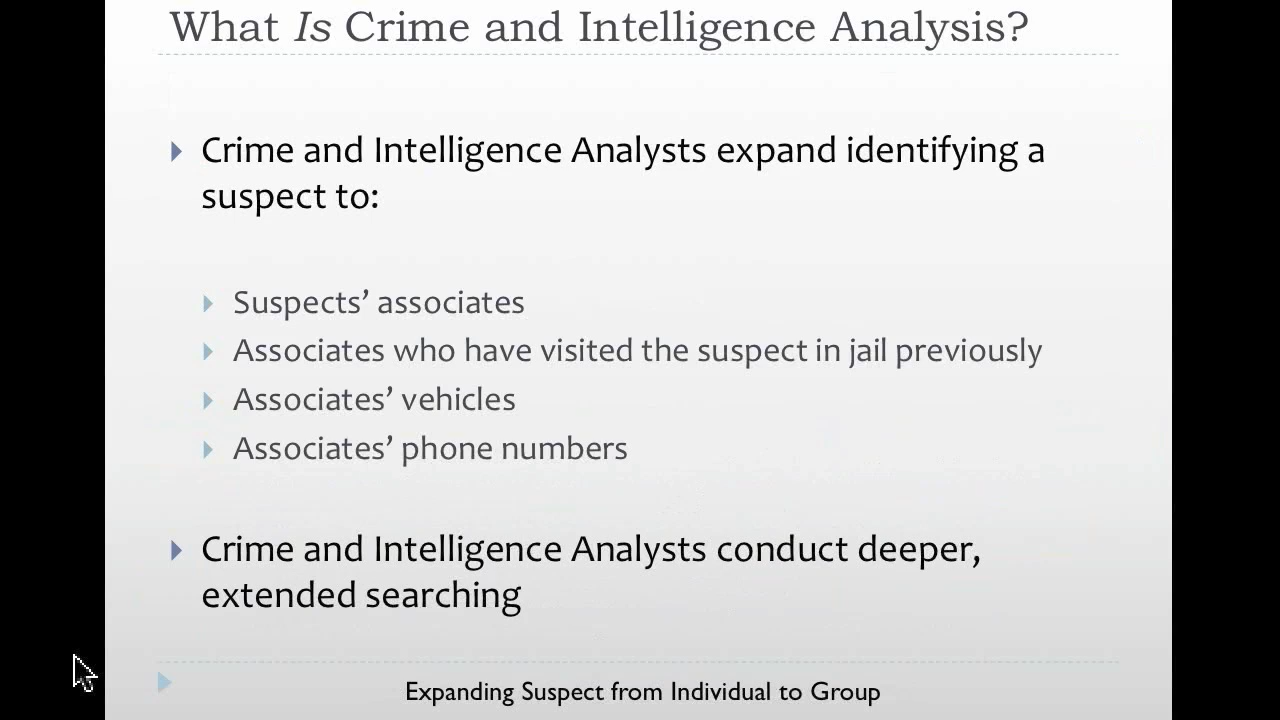 What Is Crime and Intelligence Analysis?
Crime and Intelligence Analysts expand identifying a
suspect to:
Suspects’ associates
Associates who have visited the suspect in jail previously
Associates’ vehicles
Associates’ phone numbers
Crime and Intelligence Analysts conduct deeper,
extended searching
Expanding Suspect from Individual to Group